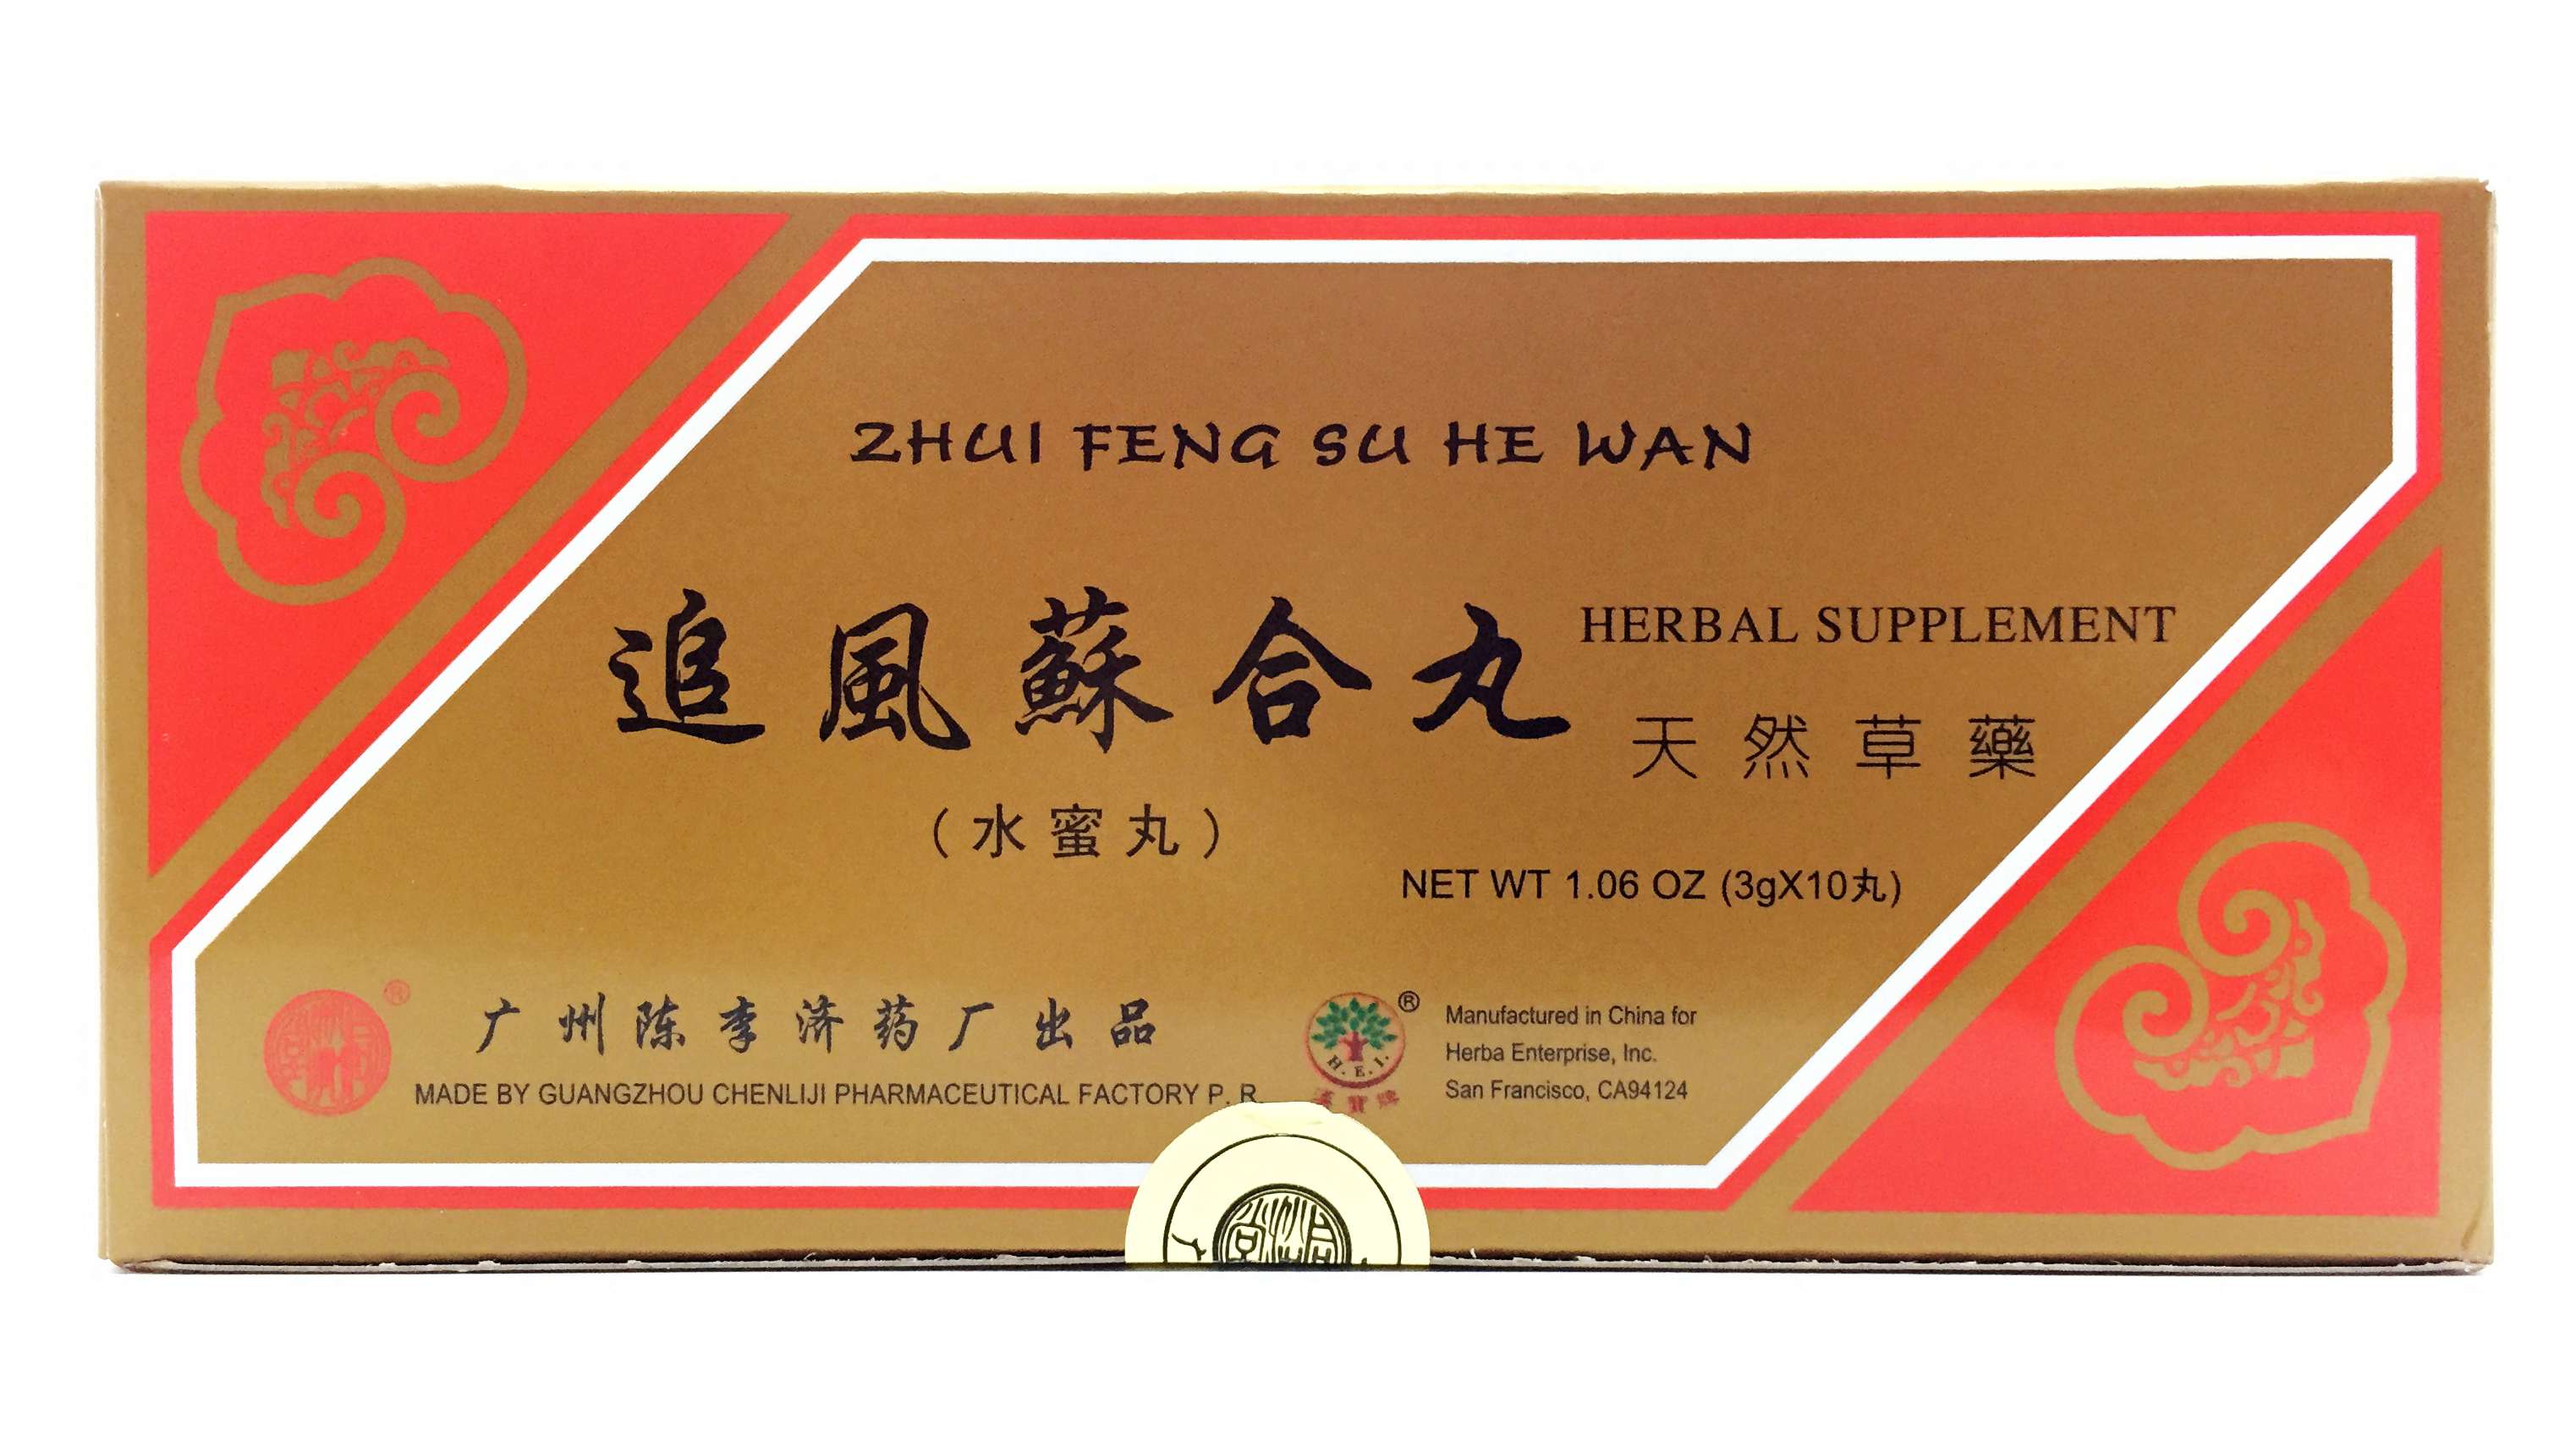 ZHUI FENG SU HE WAN
追風蘇合丸
HERBAL SUPPLEMENT
天然草藥
（水蜜丸）
NET WT 1.06 OZ (3gX10丸)
广州陈李济药厂出品
MADE BY GUANGZHOU CHENLIJI PHARMACEUTICAL FACTORY P. R.
®
H. E. I.
®
Manufactured in China for
Herba Enterprise, Inc.
San Francisco, CA94124